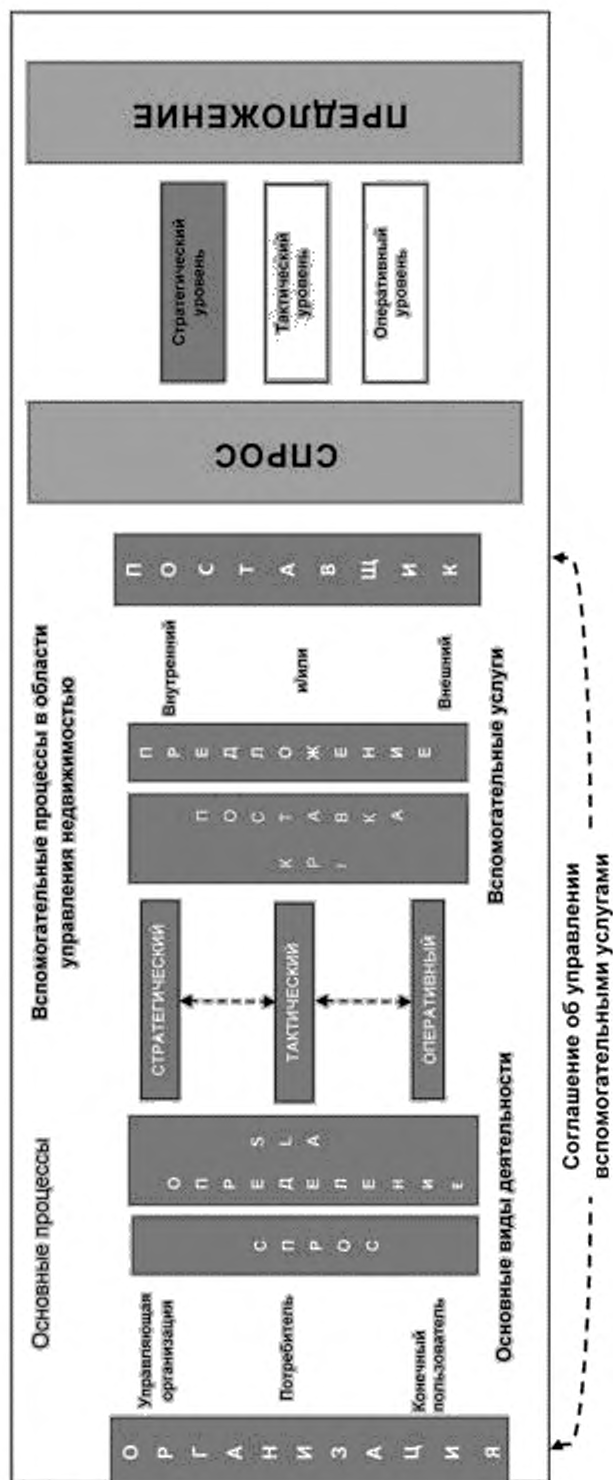 Основные процессы
Вспомогательные процессы в области
управления недвижимостью
ОРГАНИЗАЦИЯ
Управляющая
организация
Потребитель
Конечный
пользователь
СПРОС
ОПРЕДЕЛЕНИЕ
SLA
СТРАТЕГИЧЕСКИЙ
ТАКТИЧЕСКИЙ
ОПЕРАТИВНЫЙ
KPI
ПОСТАВКА
ПРЕДЛОЖЕНИЕ
Внутренний
и/или
Внешний
ПОСТАВЩИК
СПРОС
Стратегический
уровень
Тактический
уровень
Оперативный
уровень
ПРЕДЛОЖЕНИЕ
Основные виды деятельности
Вспомогательные услуги
Соглашение об управлении
вспомогательными услугами